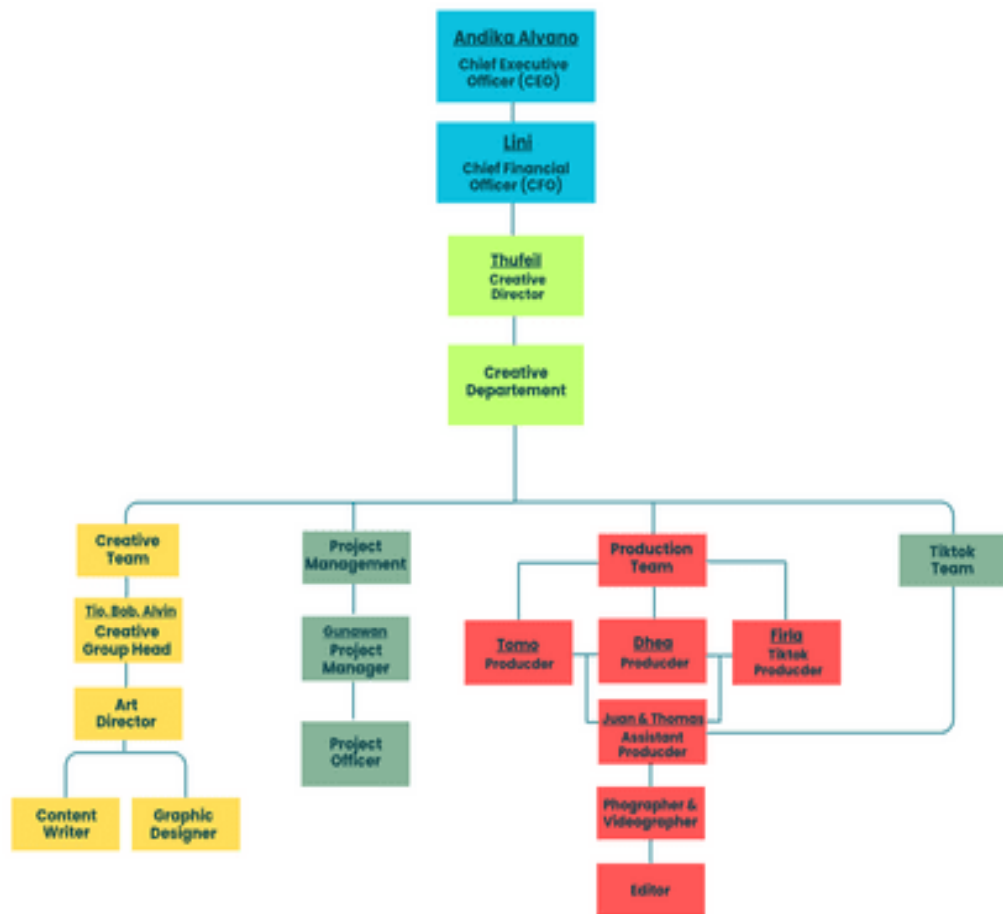 Andika Alvano
Chief Executive
Officer (CEO)
Lini
Chief Financial
Officer (CFO)
Thufeil
Creative
Director
Creative
Departement
Creative
Team
Tio, Bob, Alvin
Creative
Group Head
Art
Director
Content
Writer
Graphic
Designer
Project
Management
Gunawan
Project
Manager
Project
Officer
Production
Team
Tomo
Producder
Dhea
Producder
Firla
Tiktok
Producder
Juan & Thomas
Assistant
Producder
Phographer &
Videographer
Editor
Tiktok
Team